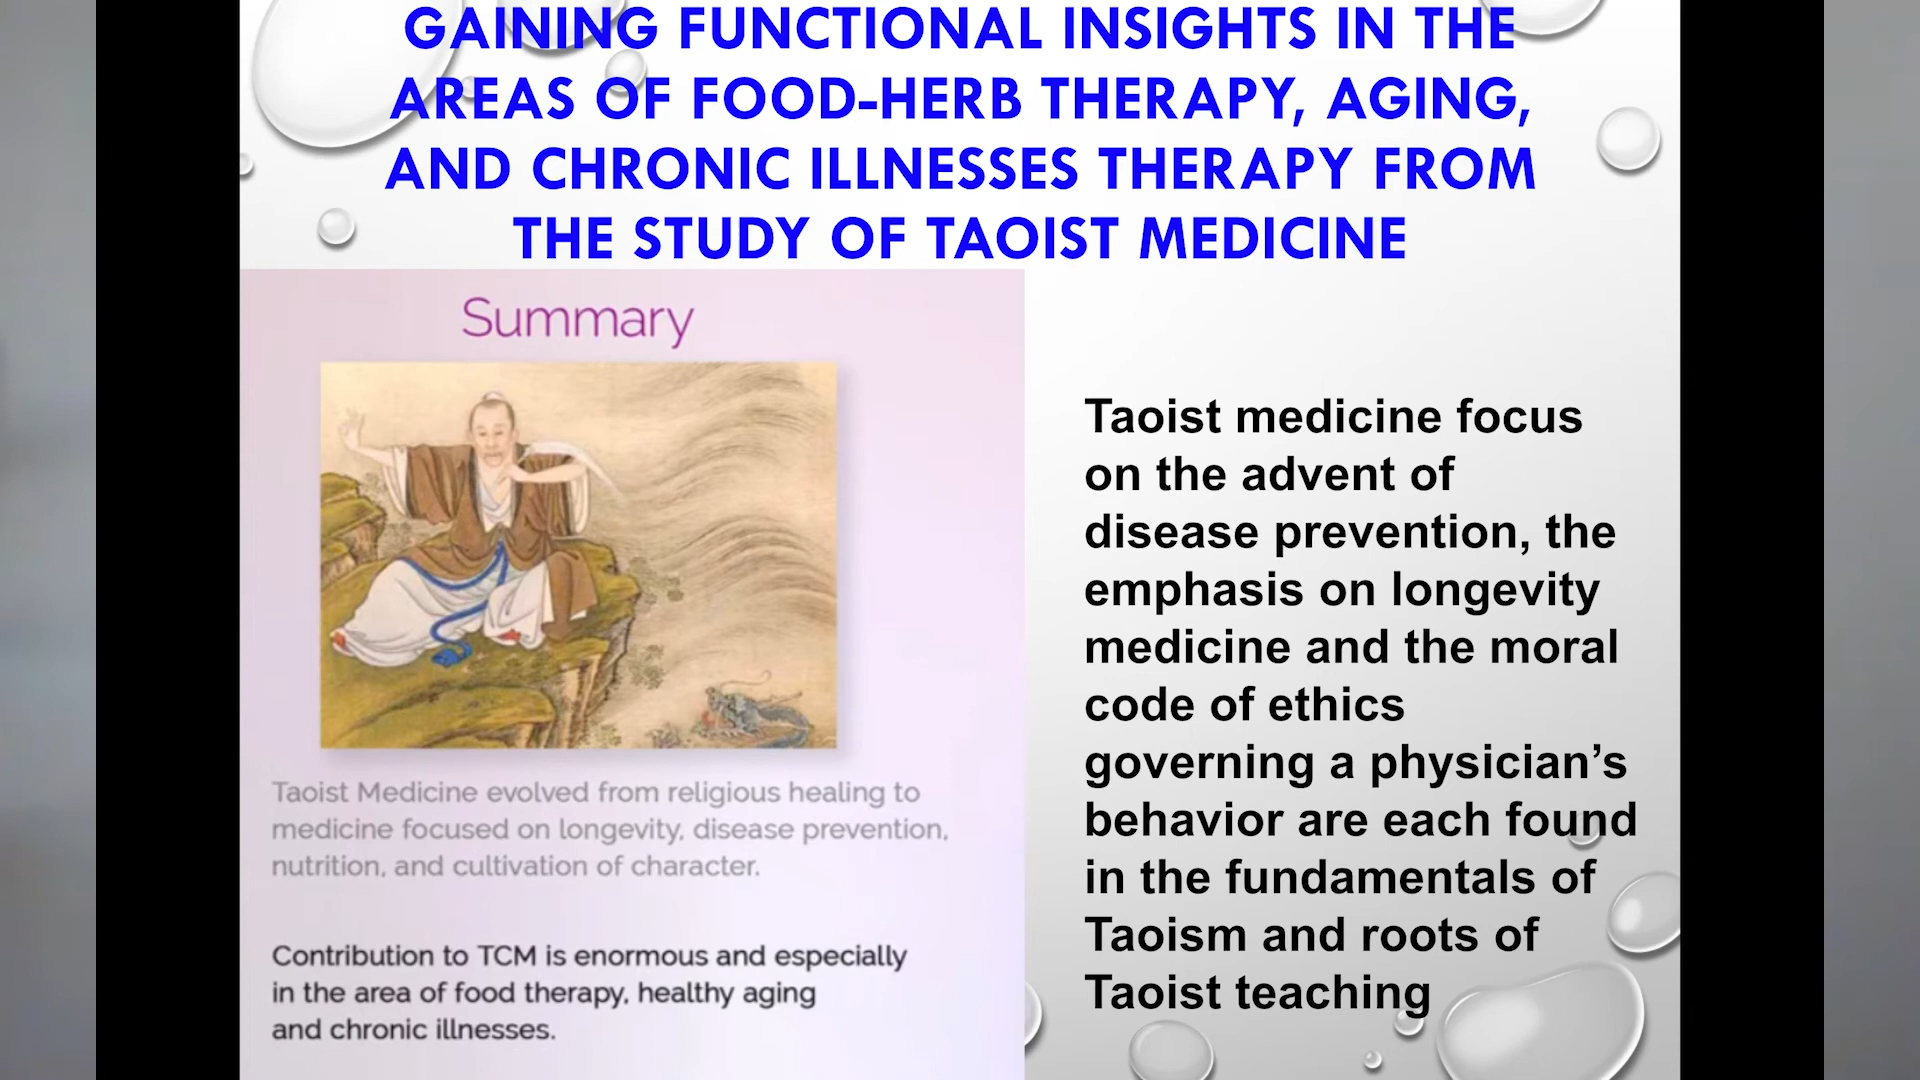 GAINING FUNCTIONAL INSIGHTS IN THE
AREAS OF FOOD-HERB THERAPY, AGING,
AND CHRONIC ILLNESSES THERAPY FROM
THE STUDY OF TAOIST MEDICINE
Summary
Taoist Medicine evolved from religious healing to
medicine focused on longevity, disease prevention,
nutrition, and cultivation of character.
Contribution to TCM is enormous and especially
in the area of food therapy, healthy aging
and chronic illnesses.
Taoist medicine focus
on the advent of
disease prevention, the
emphasis on longevity
medicine and the moral
code of ethics
governing a physician’s
behavior are each found
in the fundamentals of
Taoism and roots of
Taoist teaching